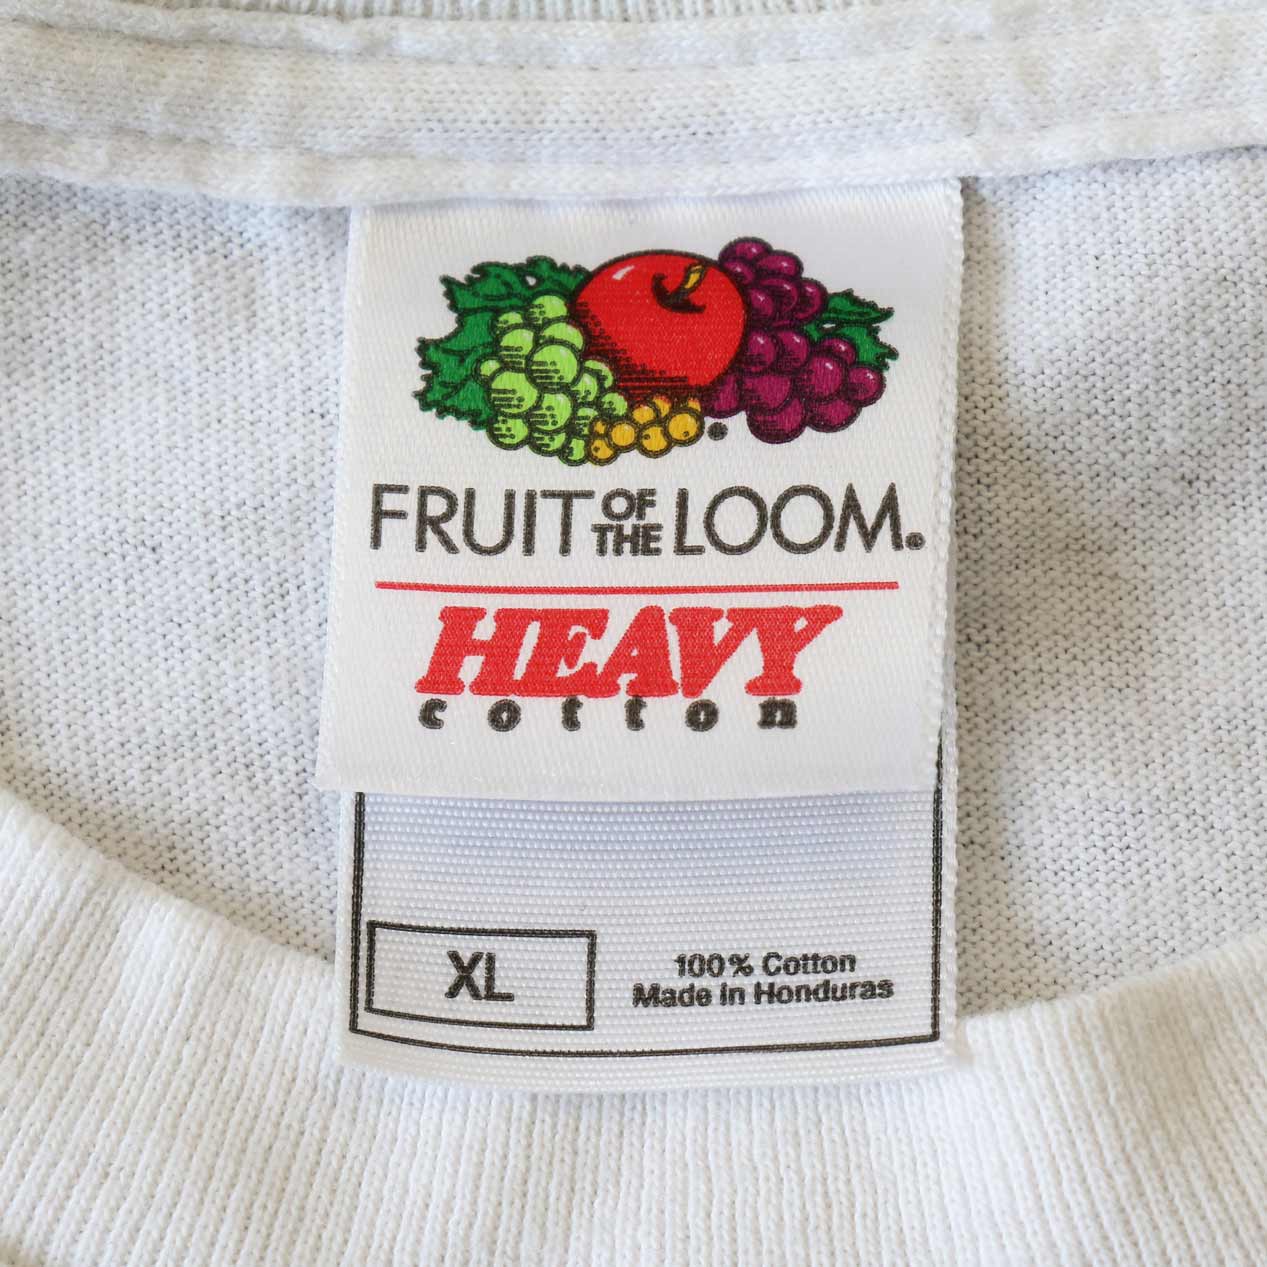 FRUIT OF THE LOOM.
HEAVY
cotton
XL
100% Cotton
Made in Honduras